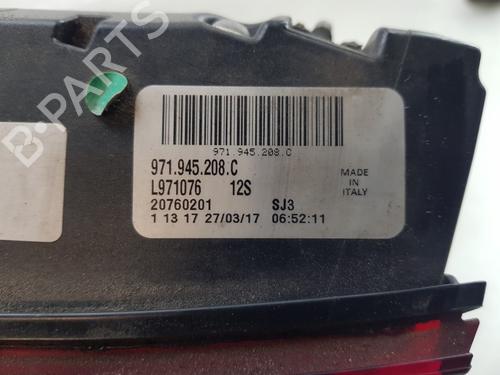 B-PARTS
971.945.208.C
971.945.208.C
L971076 12S
20760201 SJ3
1 13 17 27/03/17 06:52:11
MADE
IN
ITALY